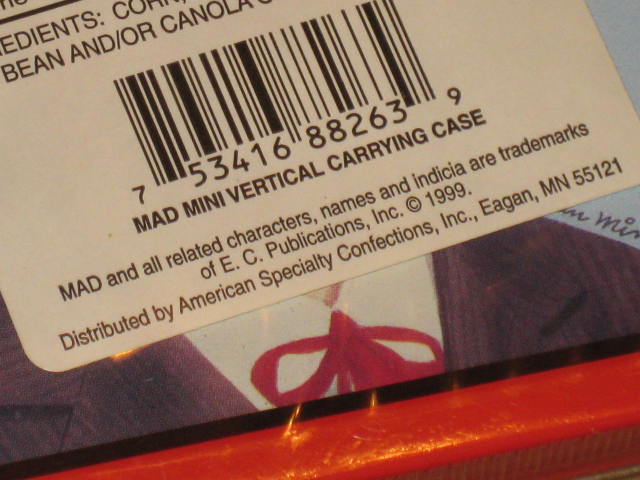 EDIENTS: CORN,
BEAN AND/OR CANOLA
7 53416 88263 9
MAD MINI VERTICAL CARRYING CASE
MAD and all related characters, names and indicia are trademarks
of E. C. Publications, Inc. © 1999.
Distributed by American Specialty Confections, Inc., Eagan, MN 55121